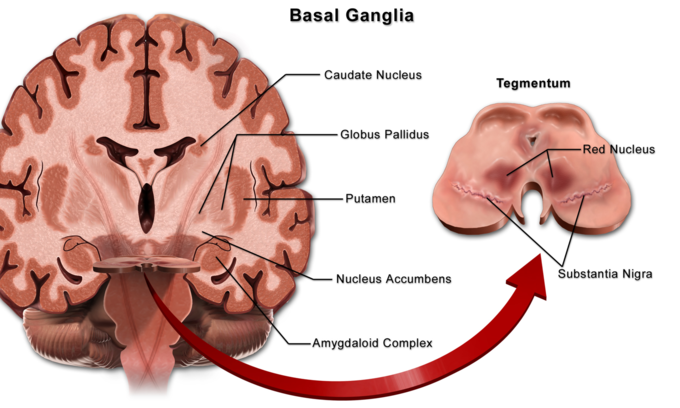 Basal Ganglia
Caudate Nucleus
Globus Pallidus
Putamen
Nucleus Accumbens
Amygdaloid Complex
Tegmentum
Red Nucleus
Substantia Nigra